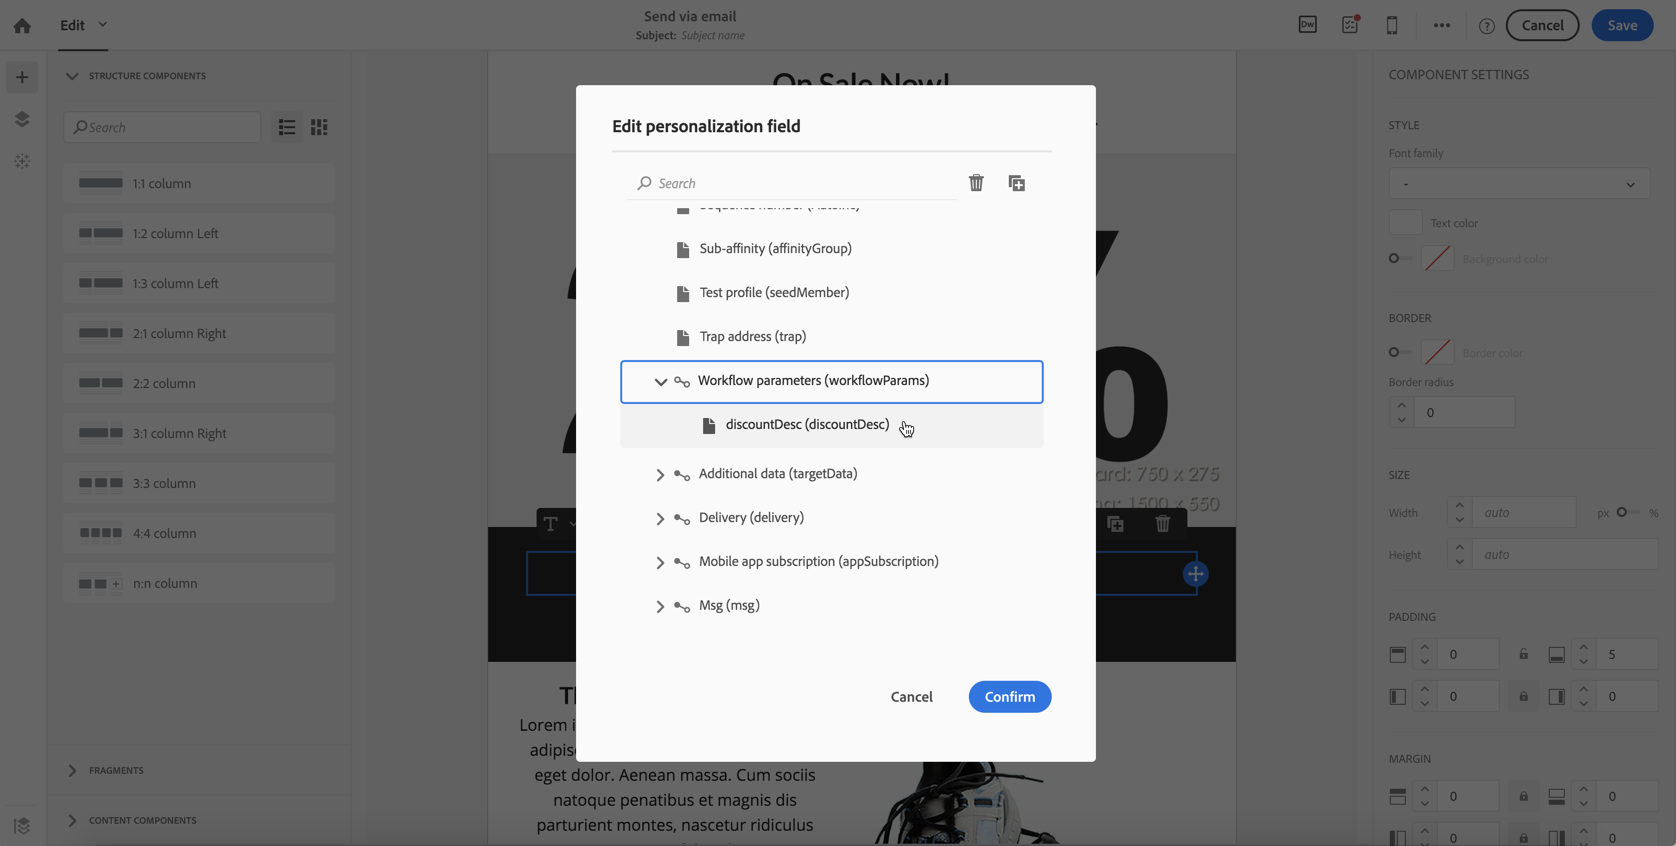 Edit
Send via email
Subject: Subject name
Dw
Cancel
Save
STRUCTURE COMPONENTS
Search
1:1 column
1:2 column Left
1:3 column Left
2:1 column Right
2:2 column
3:1 column Right
3:3 column
4:4 column
n:n column
FRAGMENTS
CONTENT COMPONENTS
On Sale Now!
Edit personalization field
Search
Sequence number
Sub-affinity (affinityGroup)
Test profile (seedMember)
Trap address (trap)
Workflow parameters (workflowParams)
discountDesc (discountDesc)
Additional data (targetData)
Delivery (delivery)
Mobile app subscription (appSubscription)
Msg (msg)
Cancel
Confirm
750 x 275
1500 x 550
Lorem
eget dolor. Aenean massa. Cum sociis
natoque penatibus et magnis dis
parturient montes, nascetur ridiculus
COMPONENT SETTINGS
STYLE
Font family
-
Text color
Background color
BORDER
Border color
Border radius
0
SIZE
Width
auto
px
%
Height
auto
PADDING
0
5
0
0
MARGIN
0
0
0
0